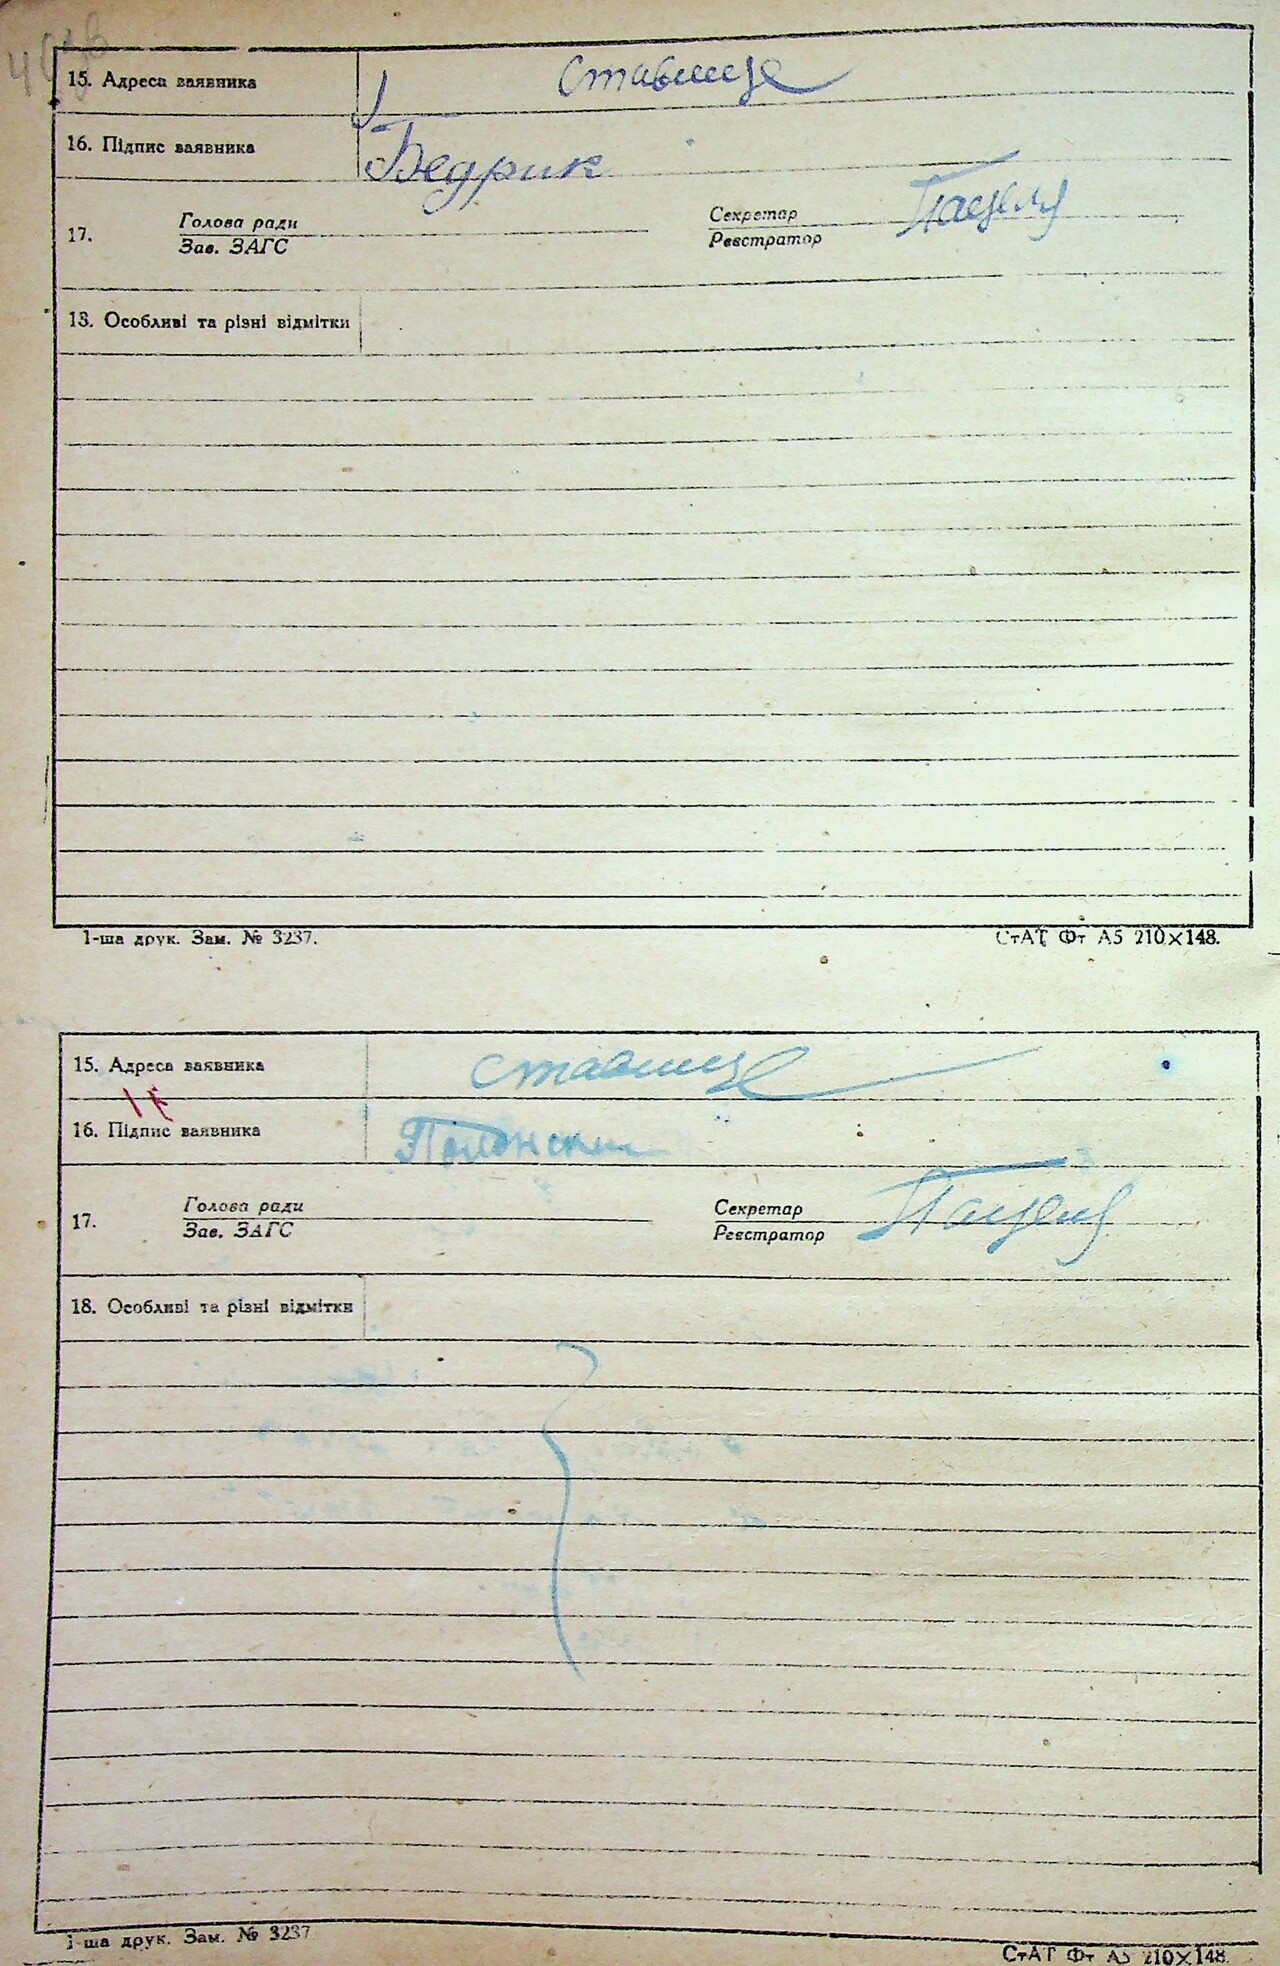 15. Адреса заявника Ставище
16. Підпис заявника Бедрик
17. Голова ради Секретар
Зав. ЗАГС Реєстратор
13. Особливі та різні відмітки
1-ша друк. Зам. № 3237. СтАТ Фт А5 210×148.
15. Адреса заявника Ставище
16. Підпис заявника
17. Голова ради Секретар
Зав. ЗАГС Реєстратор
18. Особливі та різні відмітки
1-ша друк. Зам. № 3237 СтАТ Фт А5 210×148.